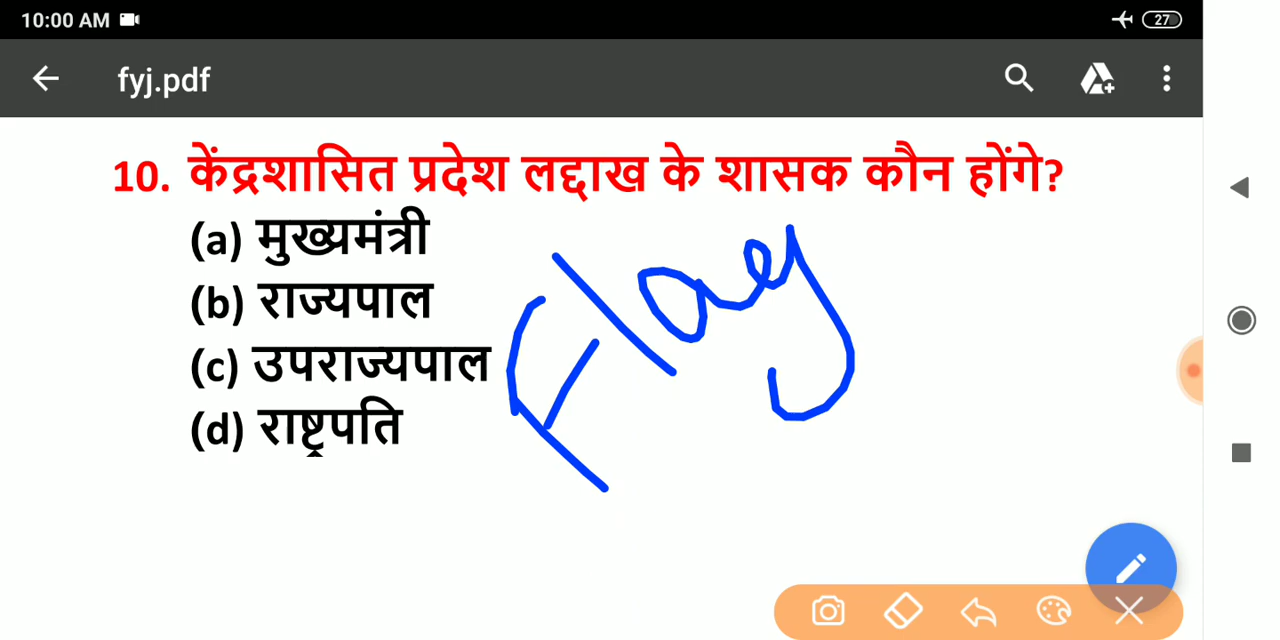 10:00 AM 27
fyj.pdf
10. केंद्रशासित प्रदेश लद्दाख के शासक कौन होंगे?
(a) मुख्यमंत्री
(b) राज्यपाल
(c) उपराज्यपाल
(d) राष्ट्रपति
Flag